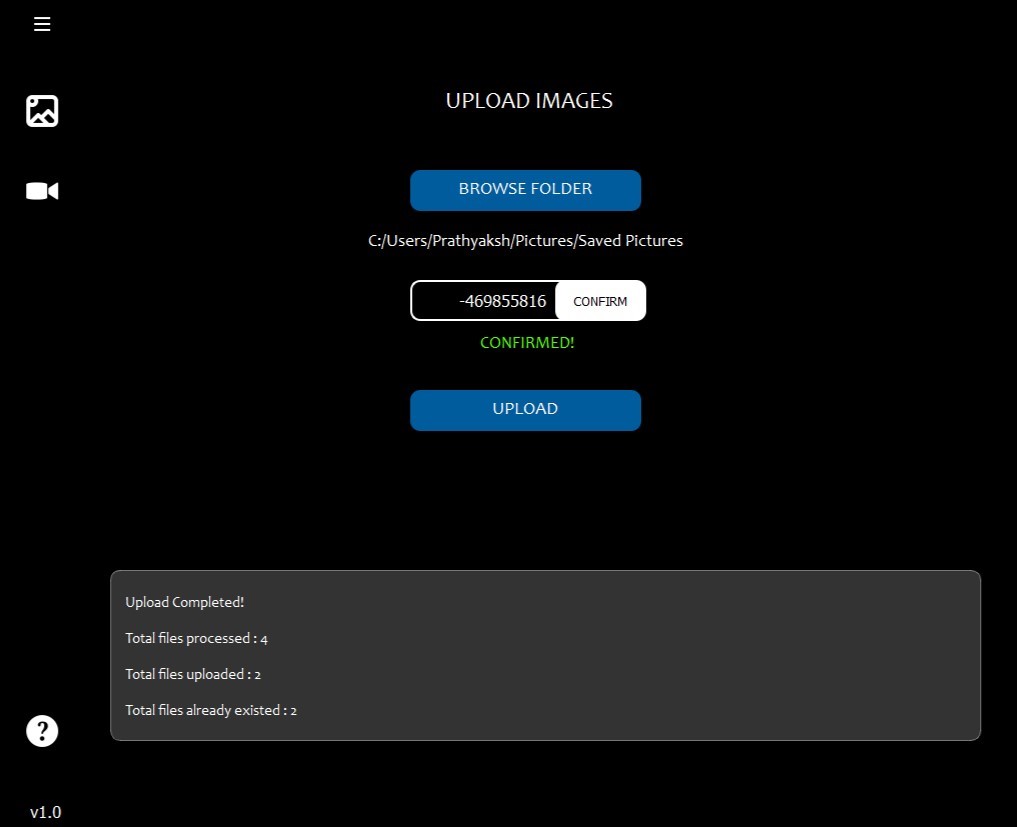 UPLOAD IMAGES
BROWSE FOLDER
C:/Users/Prathyaksh/Pictures/Saved Pictures
-469855816 CONFIRM
CONFIRMED!
UPLOAD
Upload Completed!
Total files processed : 4
Total files uploaded : 2
Total files already existed : 2
?
v1.0